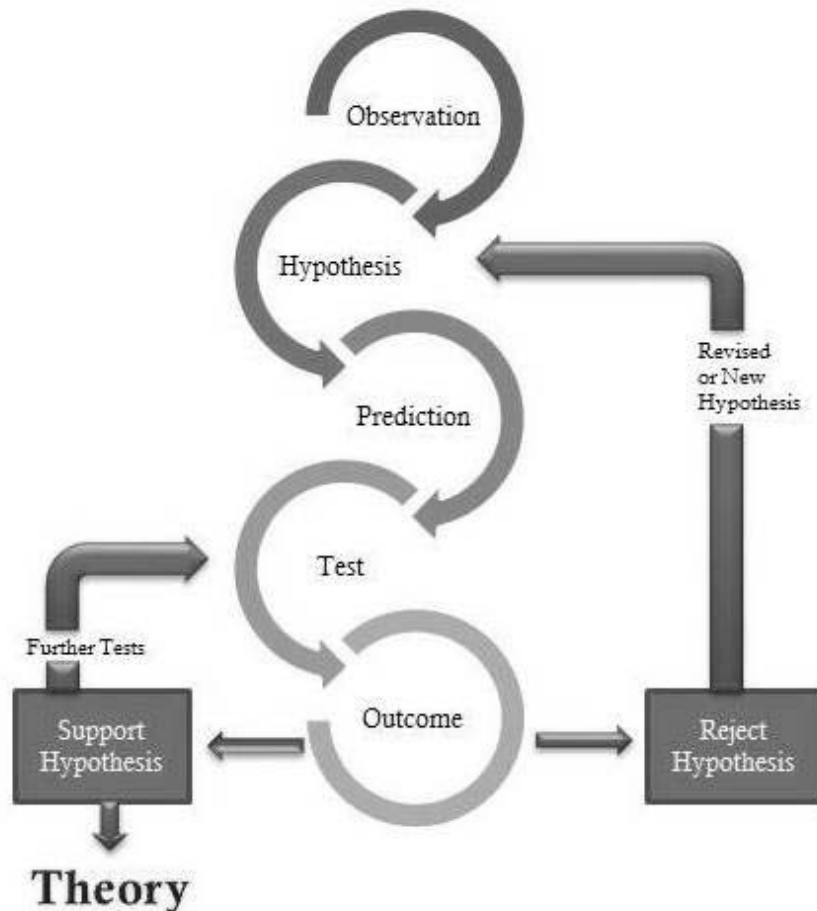 Observation
Hypothesis
Revised
or New
Hypothesis
Prediction
Test
Further Tests
Support
Hypothesis
Outcome
Reject
Hypothesis
Theory